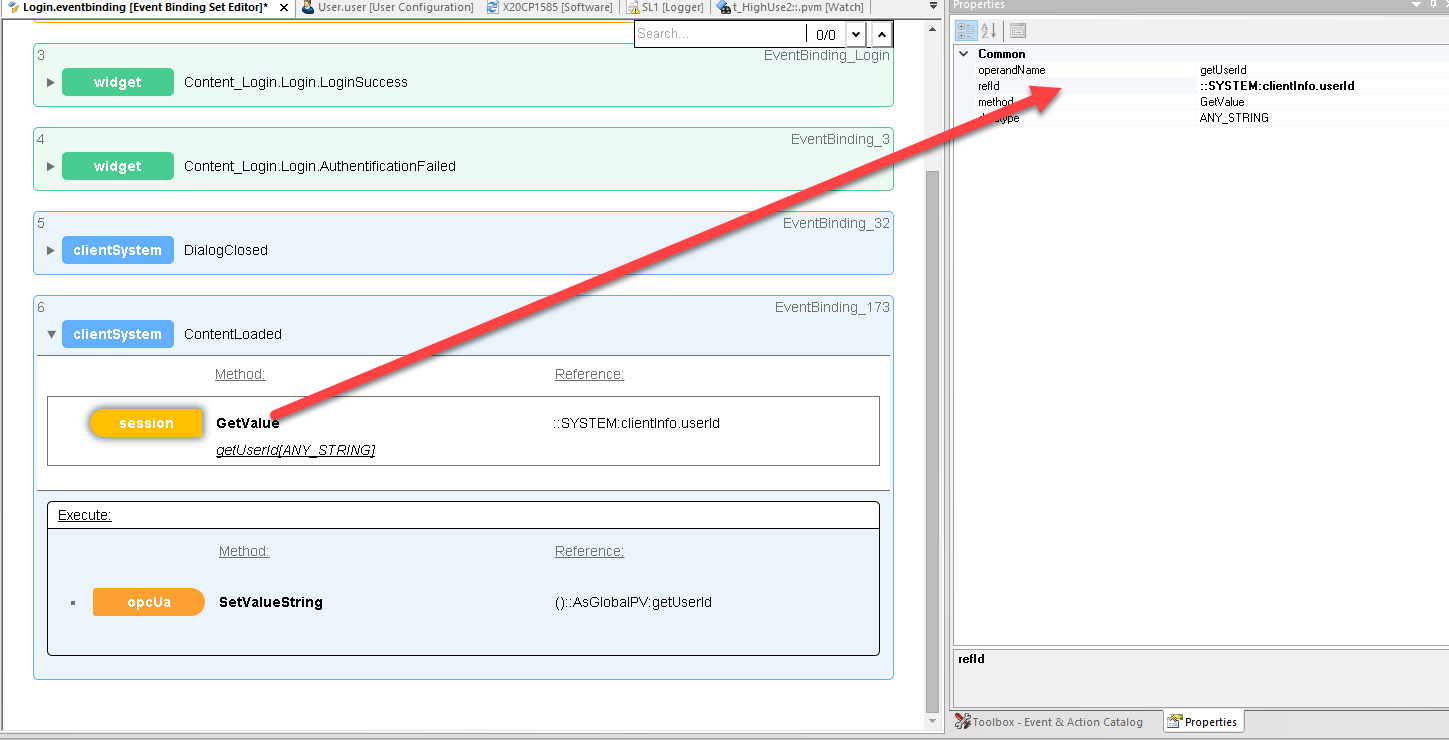 Login.eventbinding [Event Binding Set Editor]* User.user [User Configuration] X20CP1585 [Software] SL1 [Logger] t_HighUse2::.pvm [Watch]
Search... 0/0
3 EventBinding_Login
widget Content_Login.Login.LoginSuccess
4 EventBinding_3
widget Content_Login.Login.AuthentificationFailed
5 EventBinding_32
clientSystem DialogClosed
6 EventBinding_173
clientSystem ContentLoaded
Method: Reference:
session GetValue ::SYSTEM:clientInfo.userId
getUserId[ANY_STRING]
Execute:
Method: Reference:
opcUa SetValueString ()::AsGlobalPV:getUserId
Properties
Common
operandName getUserId
refId ::SYSTEM:clientInfo.userId
method GetValue
ANY_STRING
refId
Toolbox - Event & Action Catalog Properties